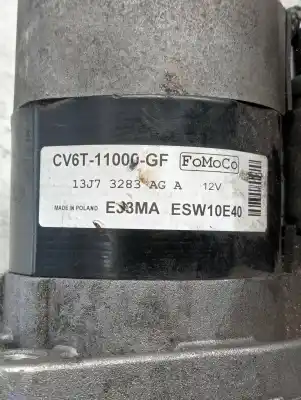 CV6T-11000-GF FoMoCo
13J7 3283 AG A 12V
MADE IN POLAND EJ3MA ESW10E40